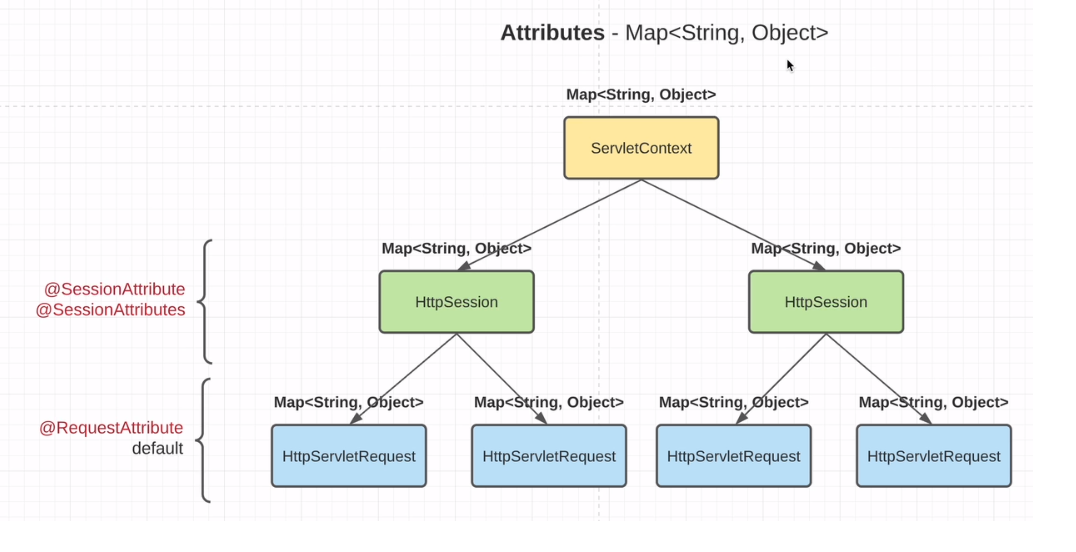 Attributes - Map<String, Object>
Map<String, Object>
ServletContext
Map<String, Object>
Map<String, Object>
HttpSession
HttpSession
@SessionAttribute
@SessionAttributes
Map<String, Object>
Map<String, Object>
Map<String, Object>
Map<String, Object>
@RequestAttribute
default
HttpServletRequest
HttpServletRequest
HttpServletRequest
HttpServletRequest